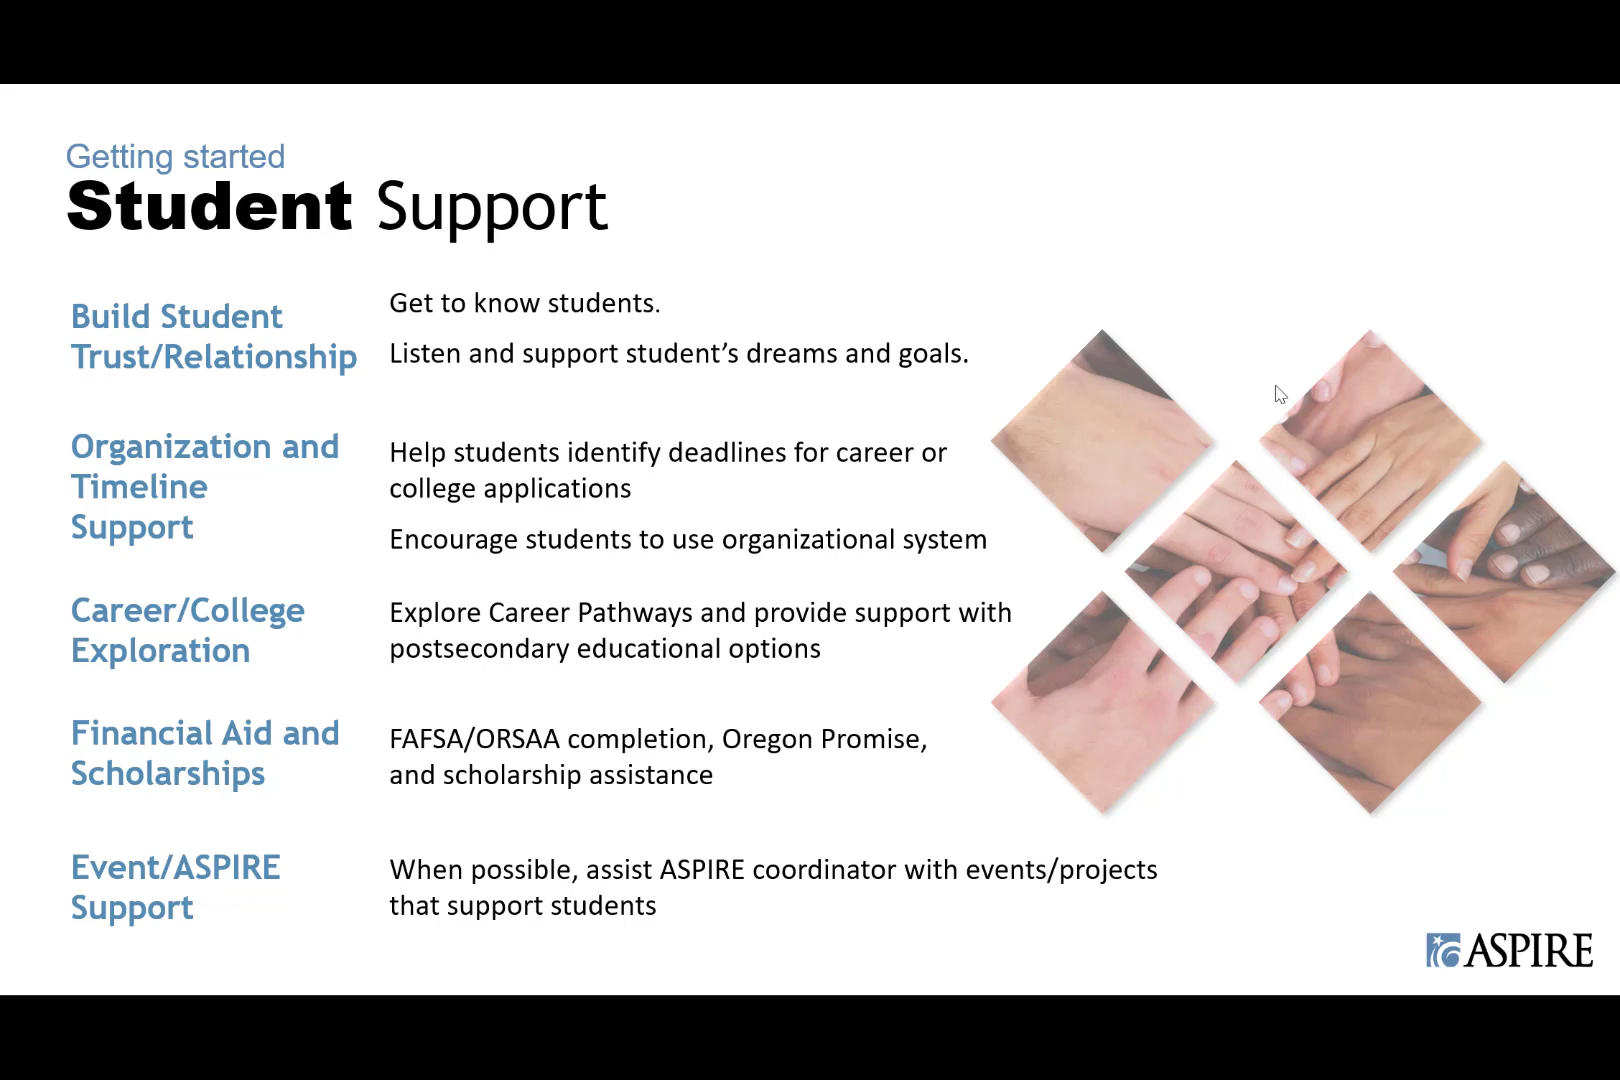 Getting started
Student Support
Build Student
Trust/Relationship
Get to know students.
Listen and support student’s dreams and goals.
Organization and
Timeline
Support
Help students identify deadlines for career or
college applications
Encourage students to use organizational system
Career/College
Exploration
Explore Career Pathways and provide support with
postsecondary educational options
Financial Aid and
Scholarships
FAFSA/ORSAA completion, Oregon Promise,
and scholarship assistance
Event/ASPIRE
Support
When possible, assist ASPIRE coordinator with events/projects
that support students
ASPIRE